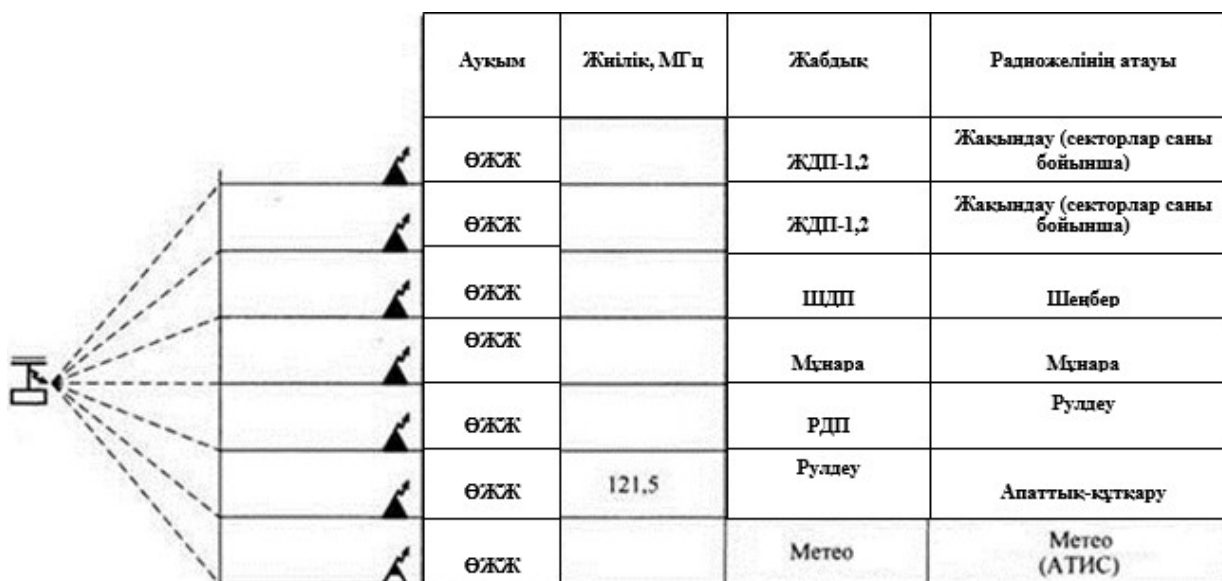 Ауқым Жиілік, МГц Жабдық Радиожелінің атауы
ӨЖЖ ЖДП-1,2 Жақындау (секторлар саны
бойынша)
ӨЖЖ ЖДП-1,2 Жақындау (секторлар саны
бойынша)
ӨЖЖ ШДП Шеңбер
ӨЖЖ Мұнара Мұнара
ӨЖЖ РДП Рулдеу
ӨЖЖ 121,5 Рулдеу Апаттық-құтқару
ӨЖЖ Метео Метео
(АТИС)